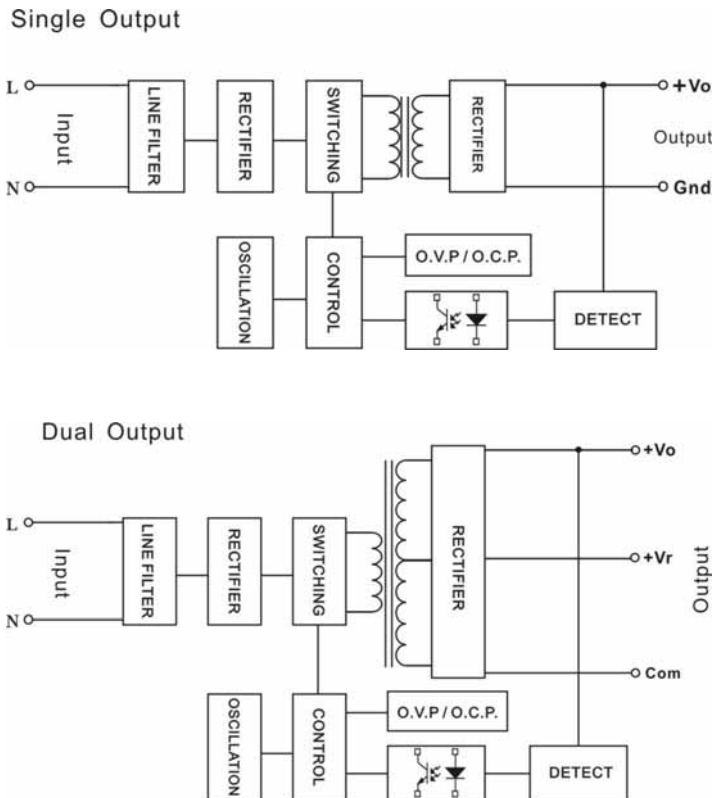 Single Output
L
Input
N
LINE FILTER
RECTIFIER
SWITCHING
RECTIFIER
+Vo
Output
Gnd
OSCILLATION
CONTROL
O.V.P / O.C.P.
DETECT
Dual Output
L
Input
N
LINE FILTER
RECTIFIER
SWITCHING
RECTIFIER
+Vo
+Vr
Output
Com
OSCILLATION
CONTROL
O.V.P / O.C.P.
DETECT